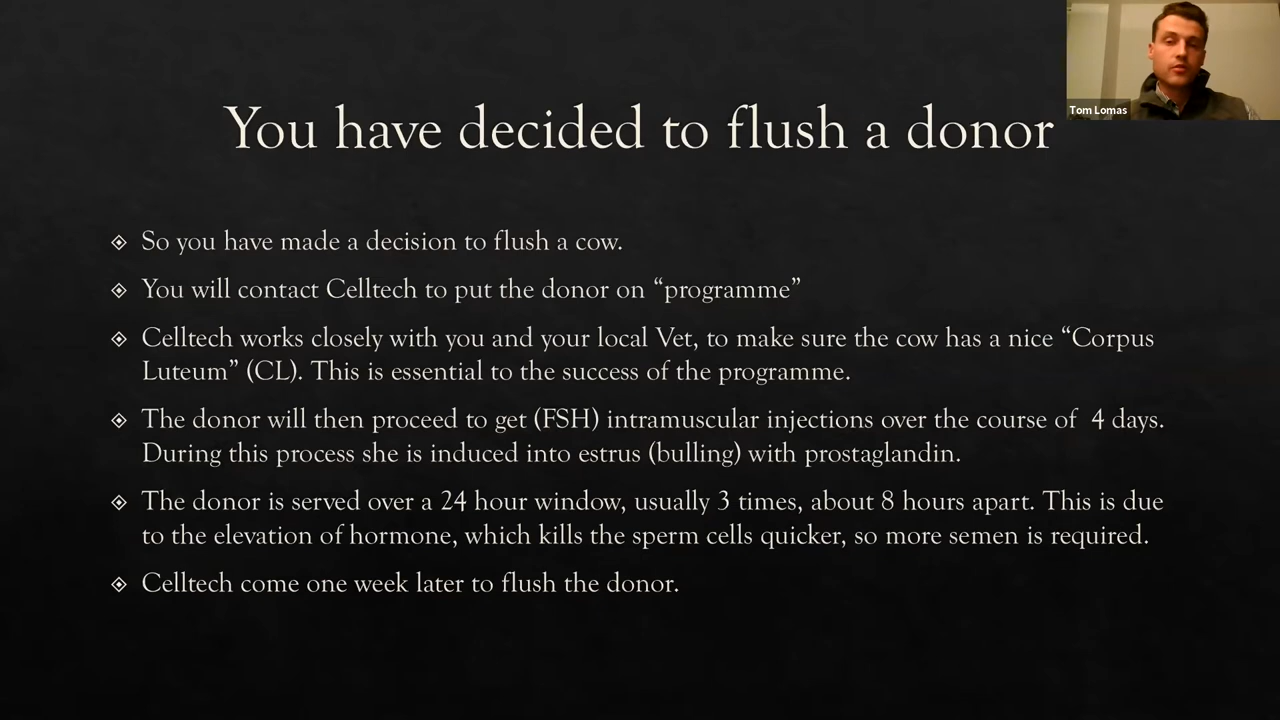 You have decided to flush a donor
Tom Lomas
So you have made a decision to flush a cow.
You will contact Celltech to put the donor on “programme”
Celltech works closely with you and your local Vet, to make sure the cow has a nice “Corpus
Luteum” (CL). This is essential to the success of the programme.
The donor will then proceed to get (FSH) intramuscular injections over the course of  4 days.
During this process she is induced into estrus (bulling) with prostaglandin.
The donor is served over a 24 hour window, usually 3 times, about 8 hours apart. This is due
to the elevation of hormone, which kills the sperm cells quicker, so more semen is required.
Celltech come one week later to flush the donor.